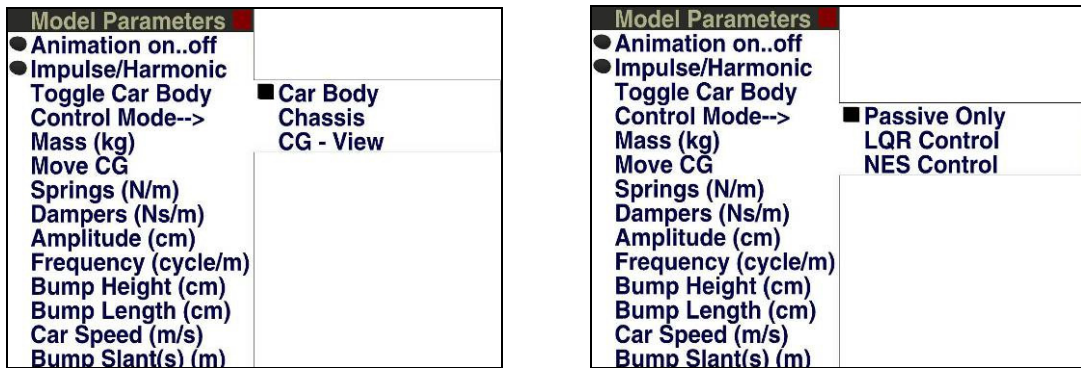 Model Parameters
Animation on..off
Impulse/Harmonic
Toggle Car Body
Control Mode-->
Mass (kg)
Move CG
Springs (N/m)
Dampers (Ns/m)
Amplitude (cm)
Frequency (cycle/m)
Bump Height (cm)
Bump Length (cm)
Car Speed (m/s)
Bump Slant(s) (m)
Car Body
Chassis
CG - View
Model Parameters
Animation on..off
Impulse/Harmonic
Toggle Car Body
Control Mode-->
Mass (kg)
Move CG
Springs (N/m)
Dampers (Ns/m)
Amplitude (cm)
Frequency (cycle/m)
Bump Height (cm)
Bump Length (cm)
Car Speed (m/s)
Bump Slant(s) (m)
Passive Only
LQR Control
NES Control